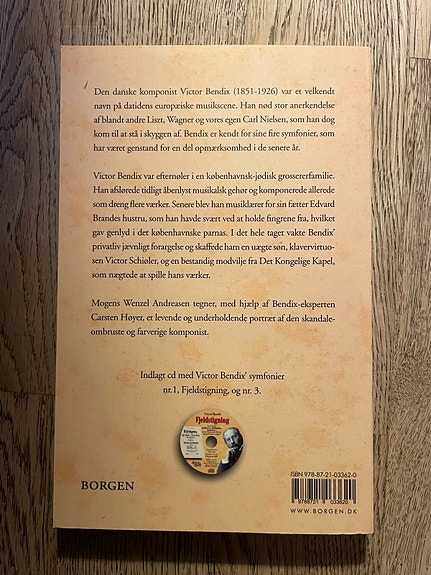 Den danske komponist Victor Bendix (1851-1926) var et velkendt
navn på datidens europæiske musikscene. Han nød stor anerkendelse
af blandt andre Liszt, Wagner og vores egen Carl Nielsen, som han dog
kom til at stå i skyggen af. Bendix er kendt for sine fire symfonier, som
har været genstand for en del opmærksomhed i de senere år.
Victor Bendix var efternøler i en københavnsk-jødisk grossererfamilie.
Han afslørede tidligt åbenlyst musikalsk gehør og komponerede allerede
som dreng flere værker. Senere blev han musiklærer for sin fætter Edvard
Brandes hustru, som han havde svært ved at holde fingrene fra, hvilket
gav genlyd i det københavnske parnas. I det hele taget vakte Bendix'
privatliv jævnligt forargelse og skaffede ham en uægte søn, klavervirtuo-
sen Victor Schiøler, og en bestandig modvilje fra Det Kongelige Kapel,
som nægtede at spille hans værker.
Mogens Wenzel Andreasen tegner, med hjælp af Bendix-eksperten
Carsten Høyer, et levende og underholdende portræt af den skandale-
ombruste og farverige komponist.
Indlagt cd med Victor Bendix' symfonier
nr.1, Fjeldstigning, og nr. 3.
Victor Bendix
Fjeldstigning
BORGEN
ISBN 978-87-21-03362-0
9 788721 033620
WWW.BORGEN.DK